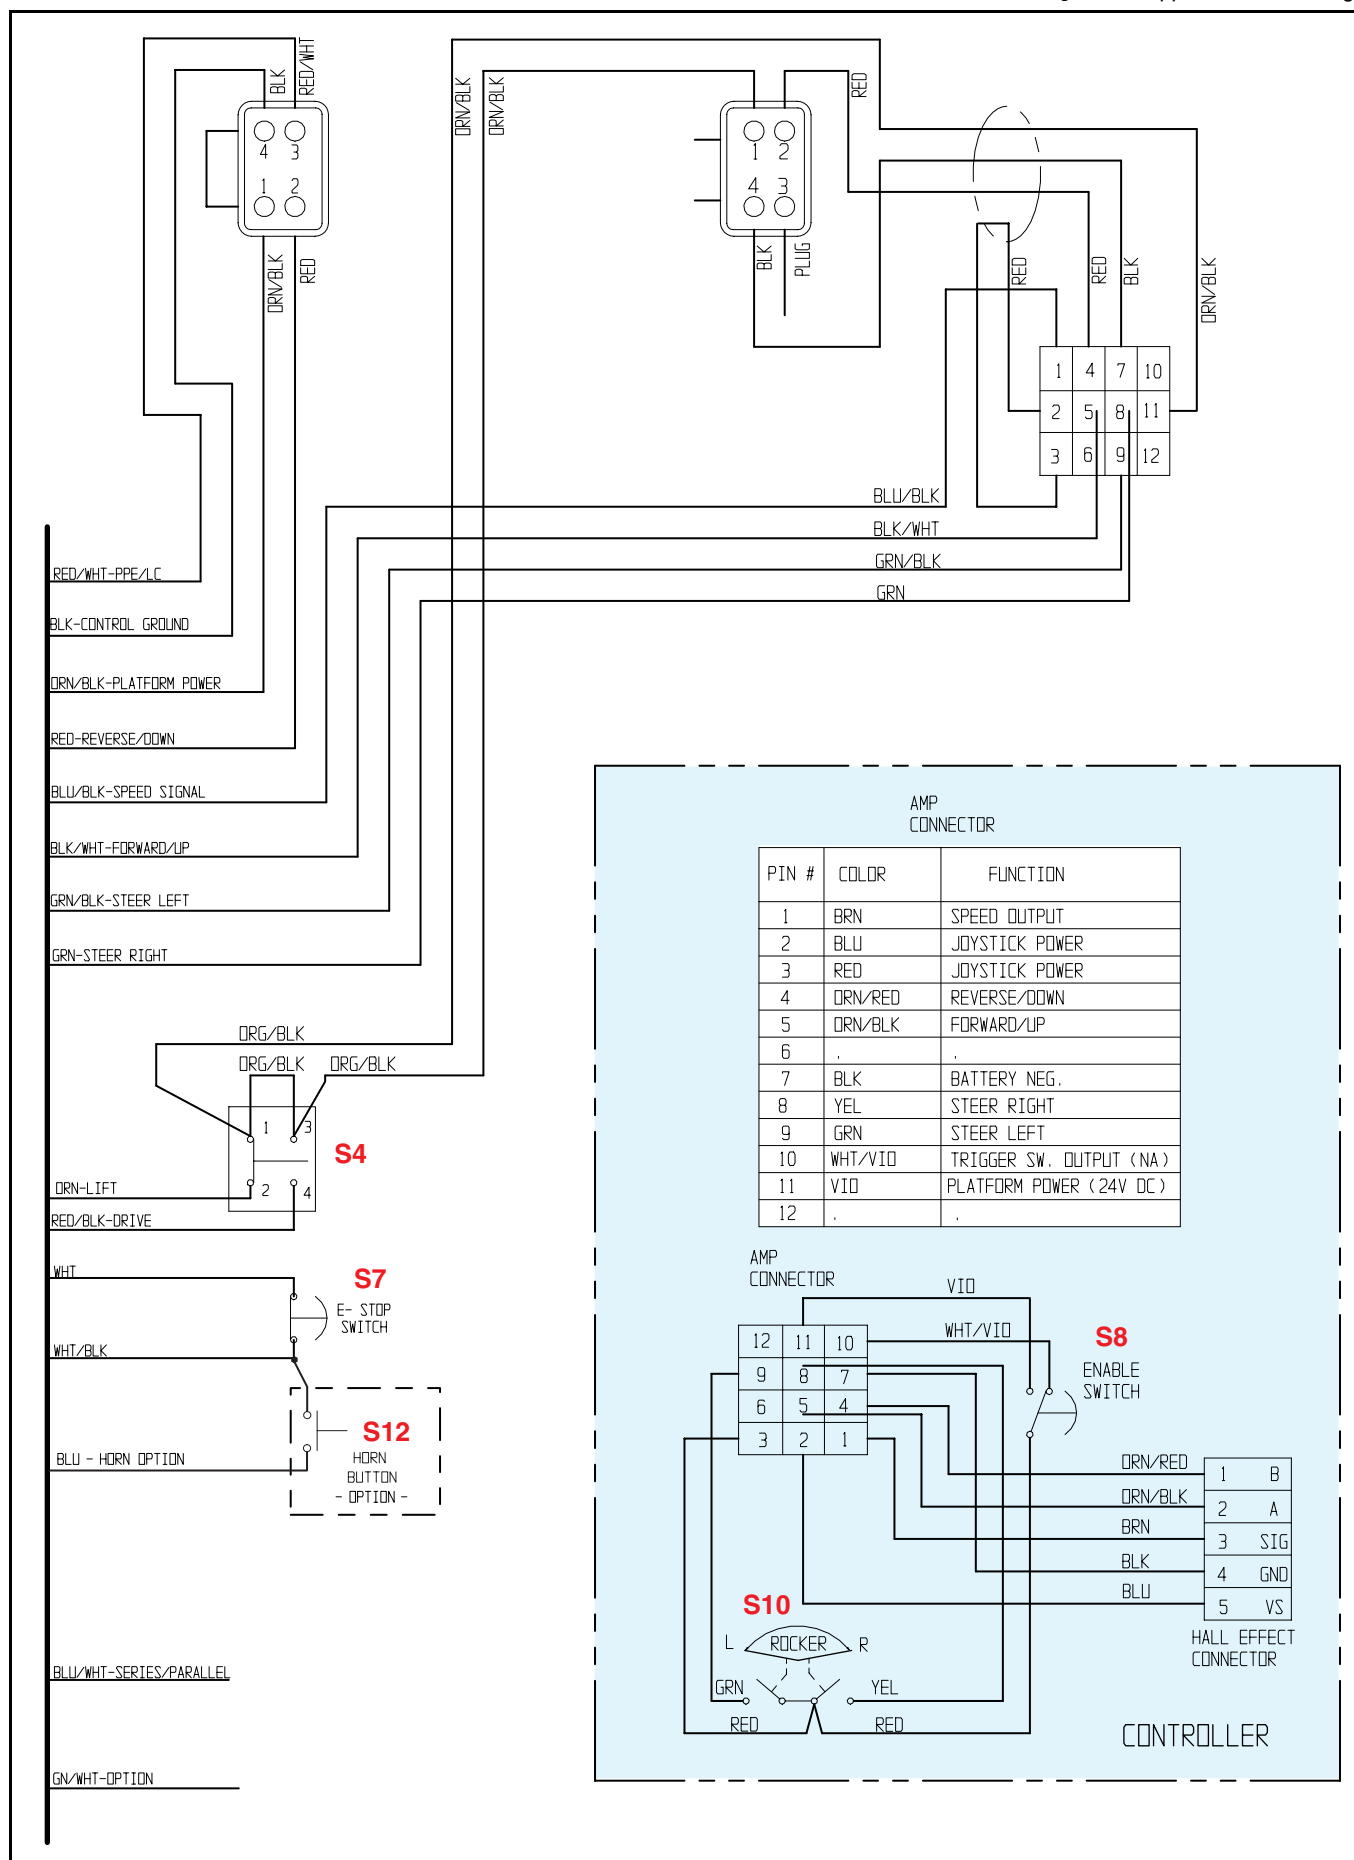 BLK
RED/WHT
4 3
1 2
ORN/BLK
RED
ORN/BLK
ORN/BLK
RED
1 2
4 3
BLK
PLUG
RED
RED
BLK
ORN/BLK
1 4 7 10
2 5 8 11
3 6 9 12
BLU/BLK
BLK/WHT
GRN/BLK
GRN
RED/WHT-PPE/LC
BLK-CONTROL GROUND
ORN/BLK-PLATFORM POWER
RED-REVERSE/DOWN
BLU/BLK-SPEED SIGNAL
BLK/WHT-FORWARD/UP
GRN/BLK-STEER LEFT
GRN-STEER RIGHT
ORG/BLK
ORG/BLK ORG/BLK
1 3
S4
2 4
ORN-LIFT
RED/BLK-DRIVE
WHT
S7
E- STOP
SWITCH
WHT/BLK
S12
HORN
BUTTON
- OPTION -
BLU - HORN OPTION
BLU/WHT-SERIES/PARALLEL
GN/WHT-OPTION
AMP
CONNECTOR
PIN # COLOR FUNCTION
1 BRN SPEED OUTPUT
2 BLU JOYSTICK POWER
3 RED JOYSTICK POWER
4 ORN/RED REVERSE/DOWN
5 ORN/BLK FORWARD/UP
6 . .
7 BLK BATTERY NEG.
8 YEL STEER RIGHT
9 GRN STEER LEFT
10 WHT/VIO TRIGGER SW. OUTPUT (NA)
11 VIO PLATFORM POWER (24V DC)
12 . .
AMP
CONNECTOR
VIO
WHT/VIO
12 11 10
9 8 7
6 5 4
3 2 1
S8
ENABLE
SWITCH
ORN/RED
ORN/BLK
BRN
BLK
BLU
1 B
2 A
3 SIG
4 GND
5 VS
HALL EFFECT
CONNECTOR
S10
L ROCKER R
GRN YEL
RED RED
CONTROLLER